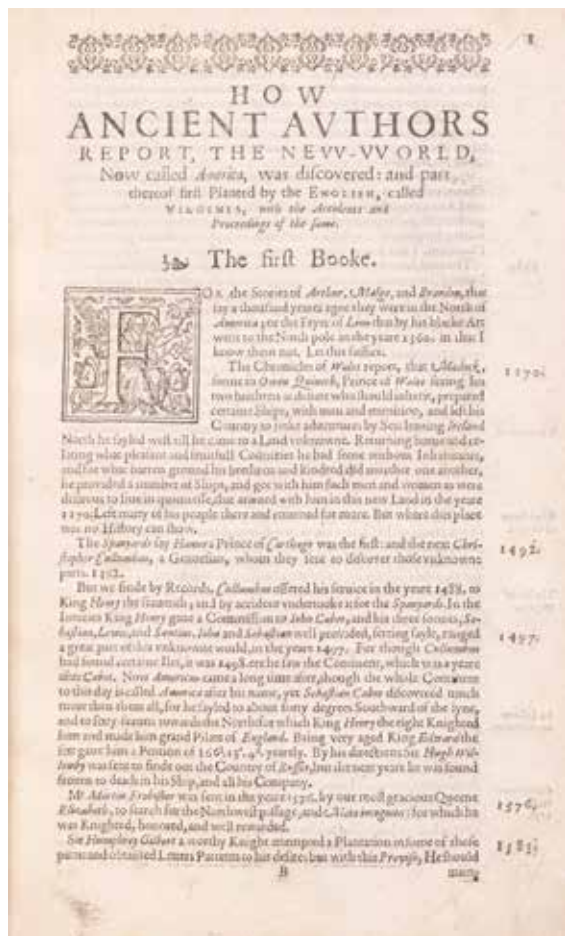 1
HOW
ANCIENT AVTHORS
REPORT, THE NEVV-VVORLD,
Now called America, was discovered: and part
thereof first Planted by the ENGLISH, called
VIRGINIA, with the Accidents and
Proceedings of the same.
The first Booke.
FOR the Stories of Arthur, Malgo, and Brandon, that
say a thousand yeares agoe they were in the North of
America; or the Fryer of Linn that by his blacke Art
went to the North pole in the yeare 1360. in that I
know them not. Let this suffice.
The Chronicles of Wales report, that Madock,
sonne to Owen Quineth, Prince of Wales seeing his
two brethren at debate who should inherit, prepared
certaine Ships, with men and munition, and left his
Country to seeke aduentures by Sea: leauing Ireland
North he sayled west till he came to a Land vnknowne. Returning home and re-
lating what pleasant and fruitfull Countries he had seene without Inhabitants,
and for what barren ground his brethren and kindred did murther one another,
he provided a number of Ships, and got with him such men and women as were
desirous to liue in quietnesse, that arriued with him in this new Land in the yeare
1170: Left many of his people there and returned for more. But where this place
was no History can show.
1170.
The Spanyards say Hanno a Prince of Carthage was the first: and the next Chri-
stopher Cullumbus, a Genoesian, whom they sent to discover those vnknowne
parts. 1492.
1492.
But we finde by Records, Cullumbus offered his service in the yeare 1488. to
King Henry the seauenth; and by accident vndertooke it for the Spanyards. In the
Interim King Henry gaue a Commission to John Cabot, and his three sonnes, Se-
bastian, Lewis, and Santius. John and Sebastian well provided, setting sayle, ranged
a great part of this vnknowne world, in the yeare 1497. For though Cullumbus
had found certaine Iles, it was 1498. ere he saw the Continent, which was a yeare
after Cabot. Now Americus came a long time after, though the whole Continent
to this day is called America after his name, yet Sebastian Cabot discovered much
more then them all, for he sayled to about forty degrees Southward of the lyne,
and to sixty-seauen towards the North: for which King Henry the eight Knighted
him and made him grand Pilate of England. Being very aged King Edward the
sixt gaue him a Pention of 166l. 13s. 4d. yearely. By his directions Sir Hugh Wil-
lowby was sent to finde out the Country of Russia, but the next yeare he was found
frozen to death in his Ship, and all his Company.
1497.
Mr Martin Frobisher was sent in the yeare 1576. by our most gracious Queene
Elizabeth, to search for the Northwest passage, and Meta incognita: for which he
was Knighted, honored, and well rewarded.
1576.
Sir Humphrey Gilbert a worthy Knight attempted a Plantation in some of those
parts: and obtained Letters Pattents to his desire: but with this Proviso, He should
1583.
B
many